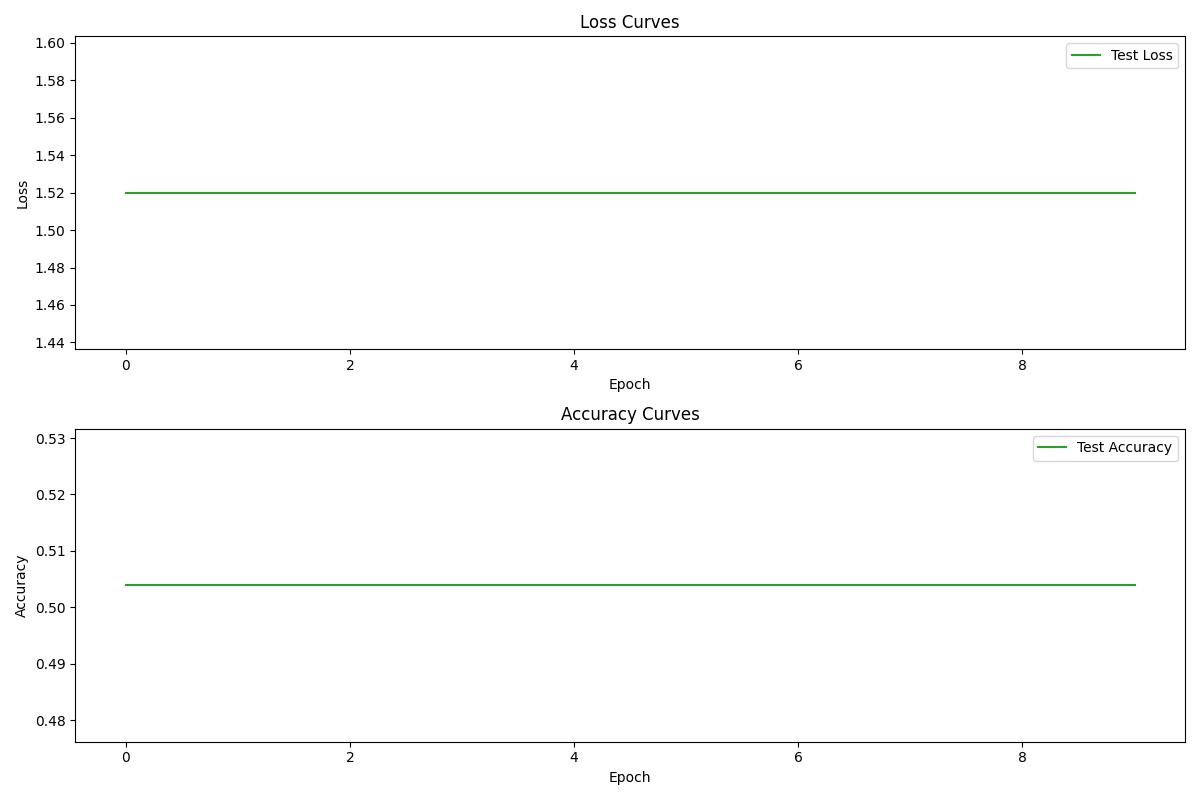 Loss Curves
1.60
1.58
1.56
1.54
1.52
1.50
1.48
1.46
1.44
Loss
Test Loss
0 2 4 6 8
Epoch
Accuracy Curves
0.53
0.52
0.51
0.50
0.49
0.48
Accuracy
Test Accuracy
0 2 4 6 8
Epoch